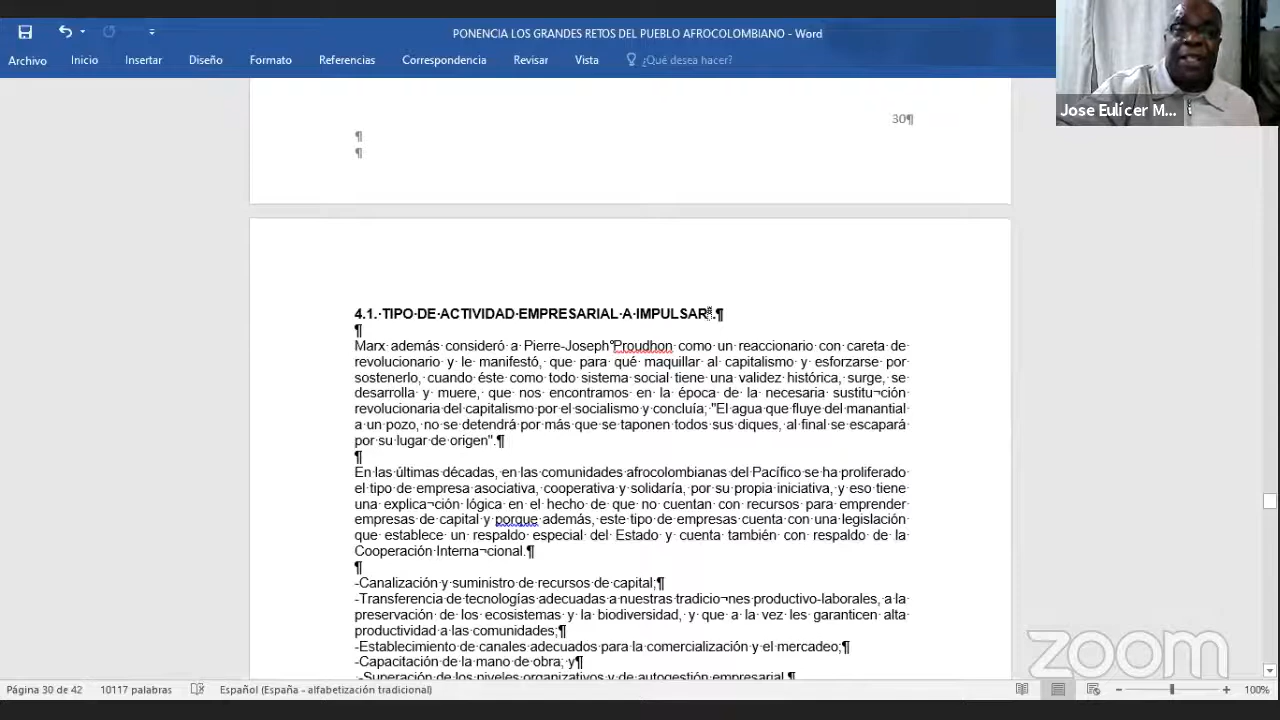 PONENCIA LOS GRANDES RETOS DEL PUEBLO AFROCOLOMBIANO - Word
Archivo Inicio Insertar Diseño Formato Referencias Correspondencia Revisar Vista ¿Qué desea hacer?
Jose Eulícer M...
30¶
¶
¶
4.1.·TIPO·DE·ACTIVIDAD·EMPRESARIAL·A·IMPULSAR.¶
¶
Marx además consideró a Pierre-Joseph°Proudhon como un reaccionario con careta de
revolucionario y le manifestó, que para qué maquillar al capitalismo y esforzarse por
sostenerlo, cuando éste como todo sistema social tiene una validez histórica, surge, se
desarrolla y muere, que nos encontramos en la época de la necesaria sustitu¬ción
revolucionaria del capitalismo por el socialismo y concluía; "El agua que fluye del manantial
a un pozo, no se detendrá por más que se taponen todos sus diques, al final se escapará
por su lugar de origen".¶
¶
En las últimas décadas, en las comunidades afrocolombianas del Pacífico se ha proliferado
el tipo de empresa asociativa, cooperativa y solidaría, por su propia iniciativa, y eso tiene
una explica¬ción lógica en el hecho de que no cuentan con recursos para emprender
empresas de capital y porque además, este tipo de empresas cuenta con una legislación
que establece un respaldo especial del Estado y cuenta también con respaldo de la
Cooperación Interna¬cional.¶
¶
-Canalización y suministro de recursos de capital;¶
-Transferencia de tecnologías adecuadas a nuestras tradicio¬nes productivo-laborales, a la
preservación de los ecosistemas y la biodiversidad, y que a la vez les garanticen alta
productividad a las comunidades;¶
-Establecimiento de canales adecuados para la comercialización y el mercadeo;¶
-Capacitación de la mano de obra; y¶
-Superación de los niveles organizativos y de autogestión empresarial.¶
zoom
Página 30 de 42 10117 palabras Español (España - alfabetización tradicional) 100%